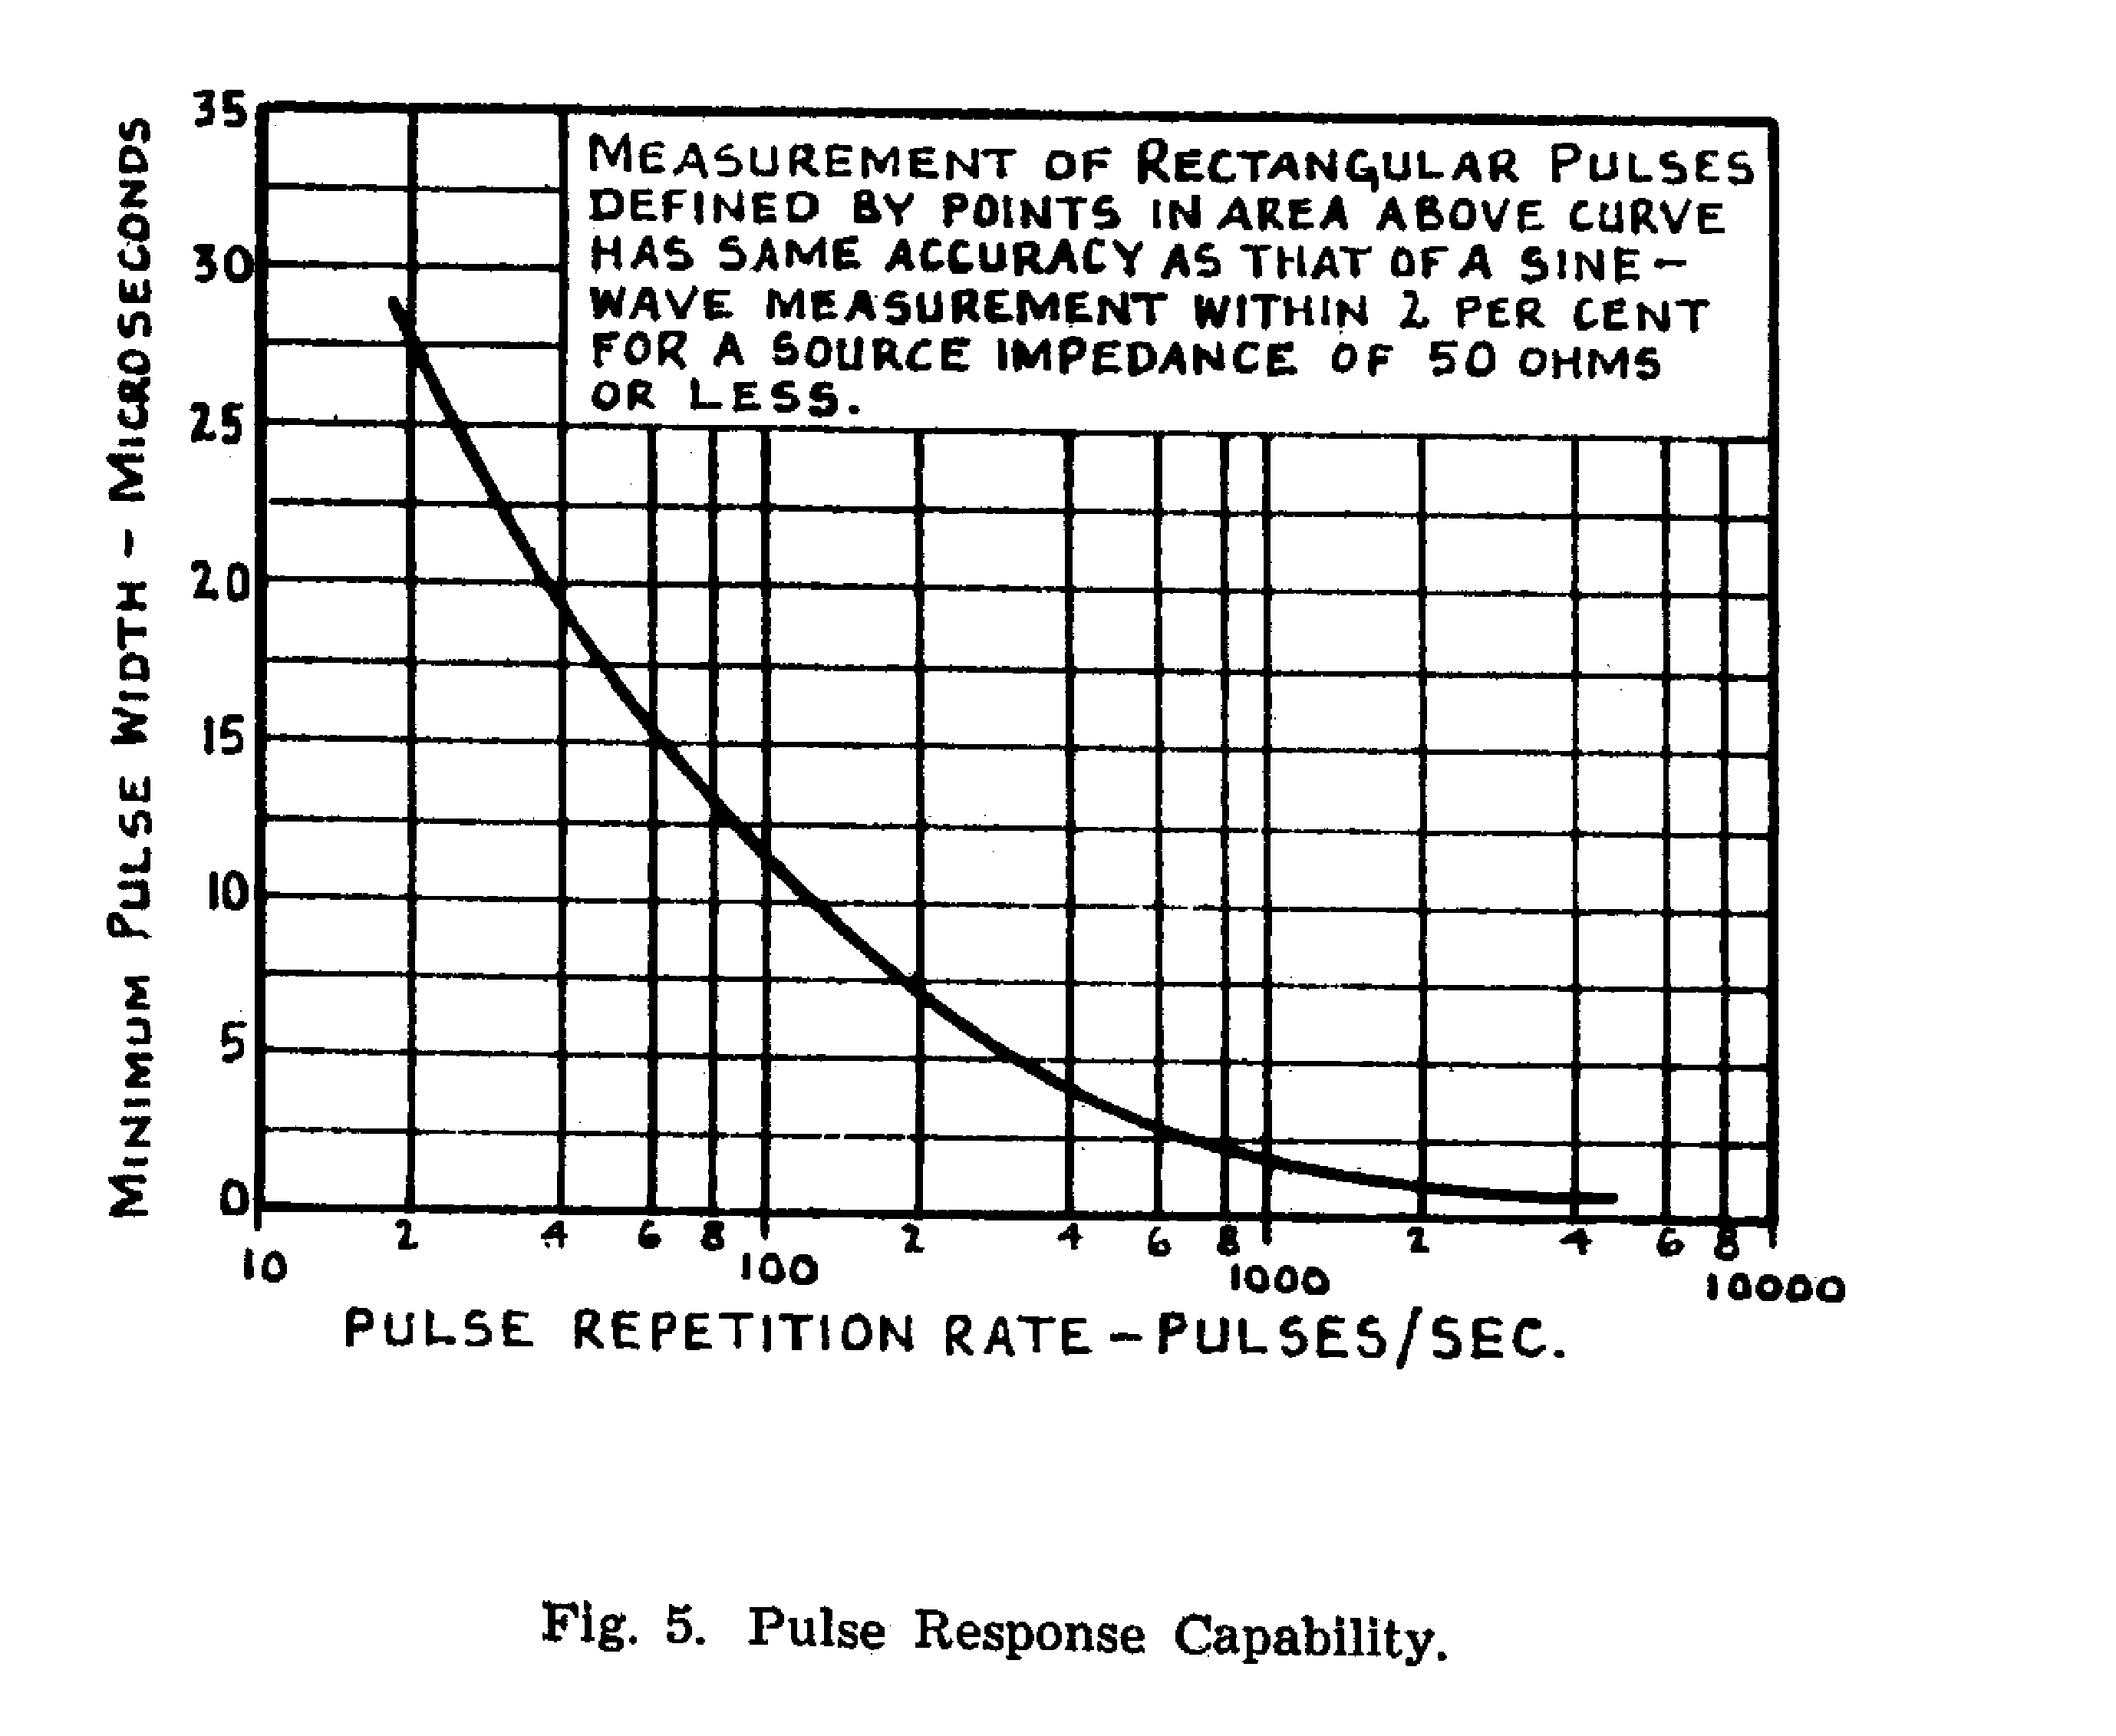 MINIMUM PULSE WIDTH - MICROSECONDS
35
30
25
20
15
10
5
0
MEASUREMENT OF RECTANGULAR PULSES
DEFINED BY POINTS IN AREA ABOVE CURVE
HAS SAME ACCURACY AS THAT OF A SINE-
WAVE MEASUREMENT WITHIN 2 PER CENT
FOR A SOURCE IMPEDANCE OF 50 OHMS
OR LESS.
2 4 6 8 2 4 6 8 2 4 6 8
10 100 1000 10000
PULSE REPETITION RATE - PULSES/SEC.
Fig. 5. Pulse Response Capability.